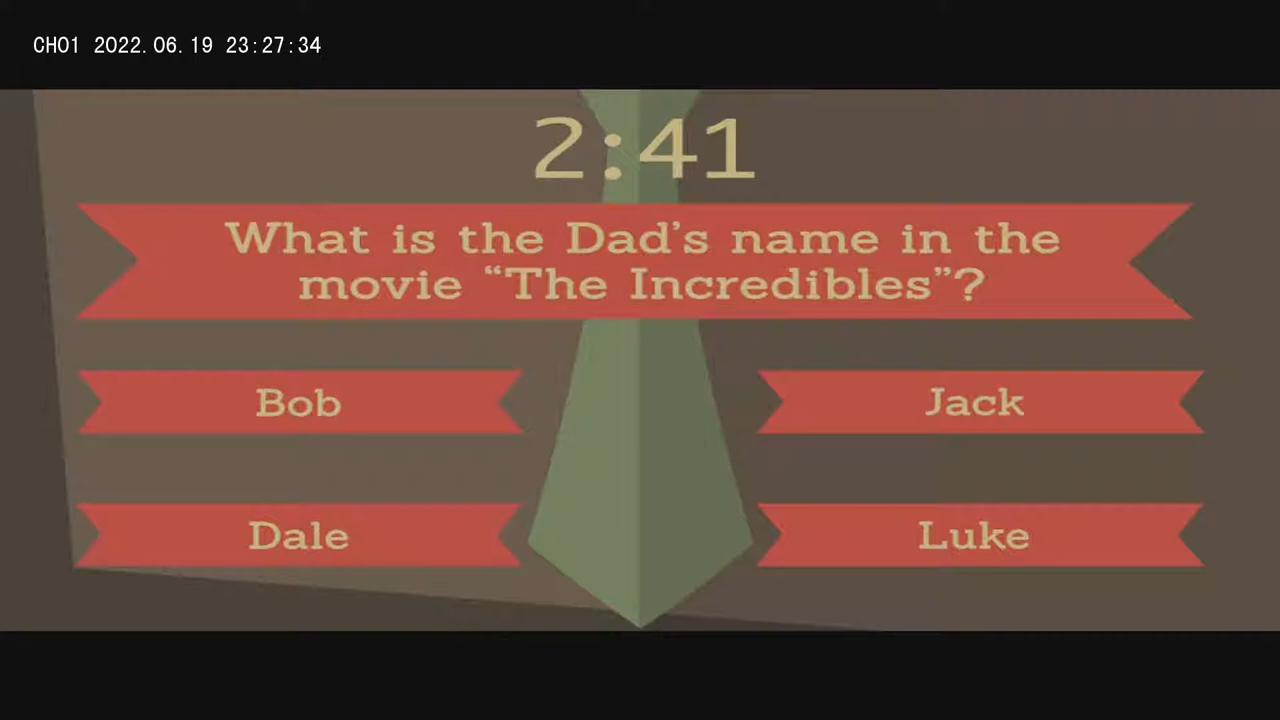 CH01 2022.06.19 23:27:34
2:41
What is the Dad's name in the
movie “The Incredibles”?
Bob
Jack
Dale
Luke